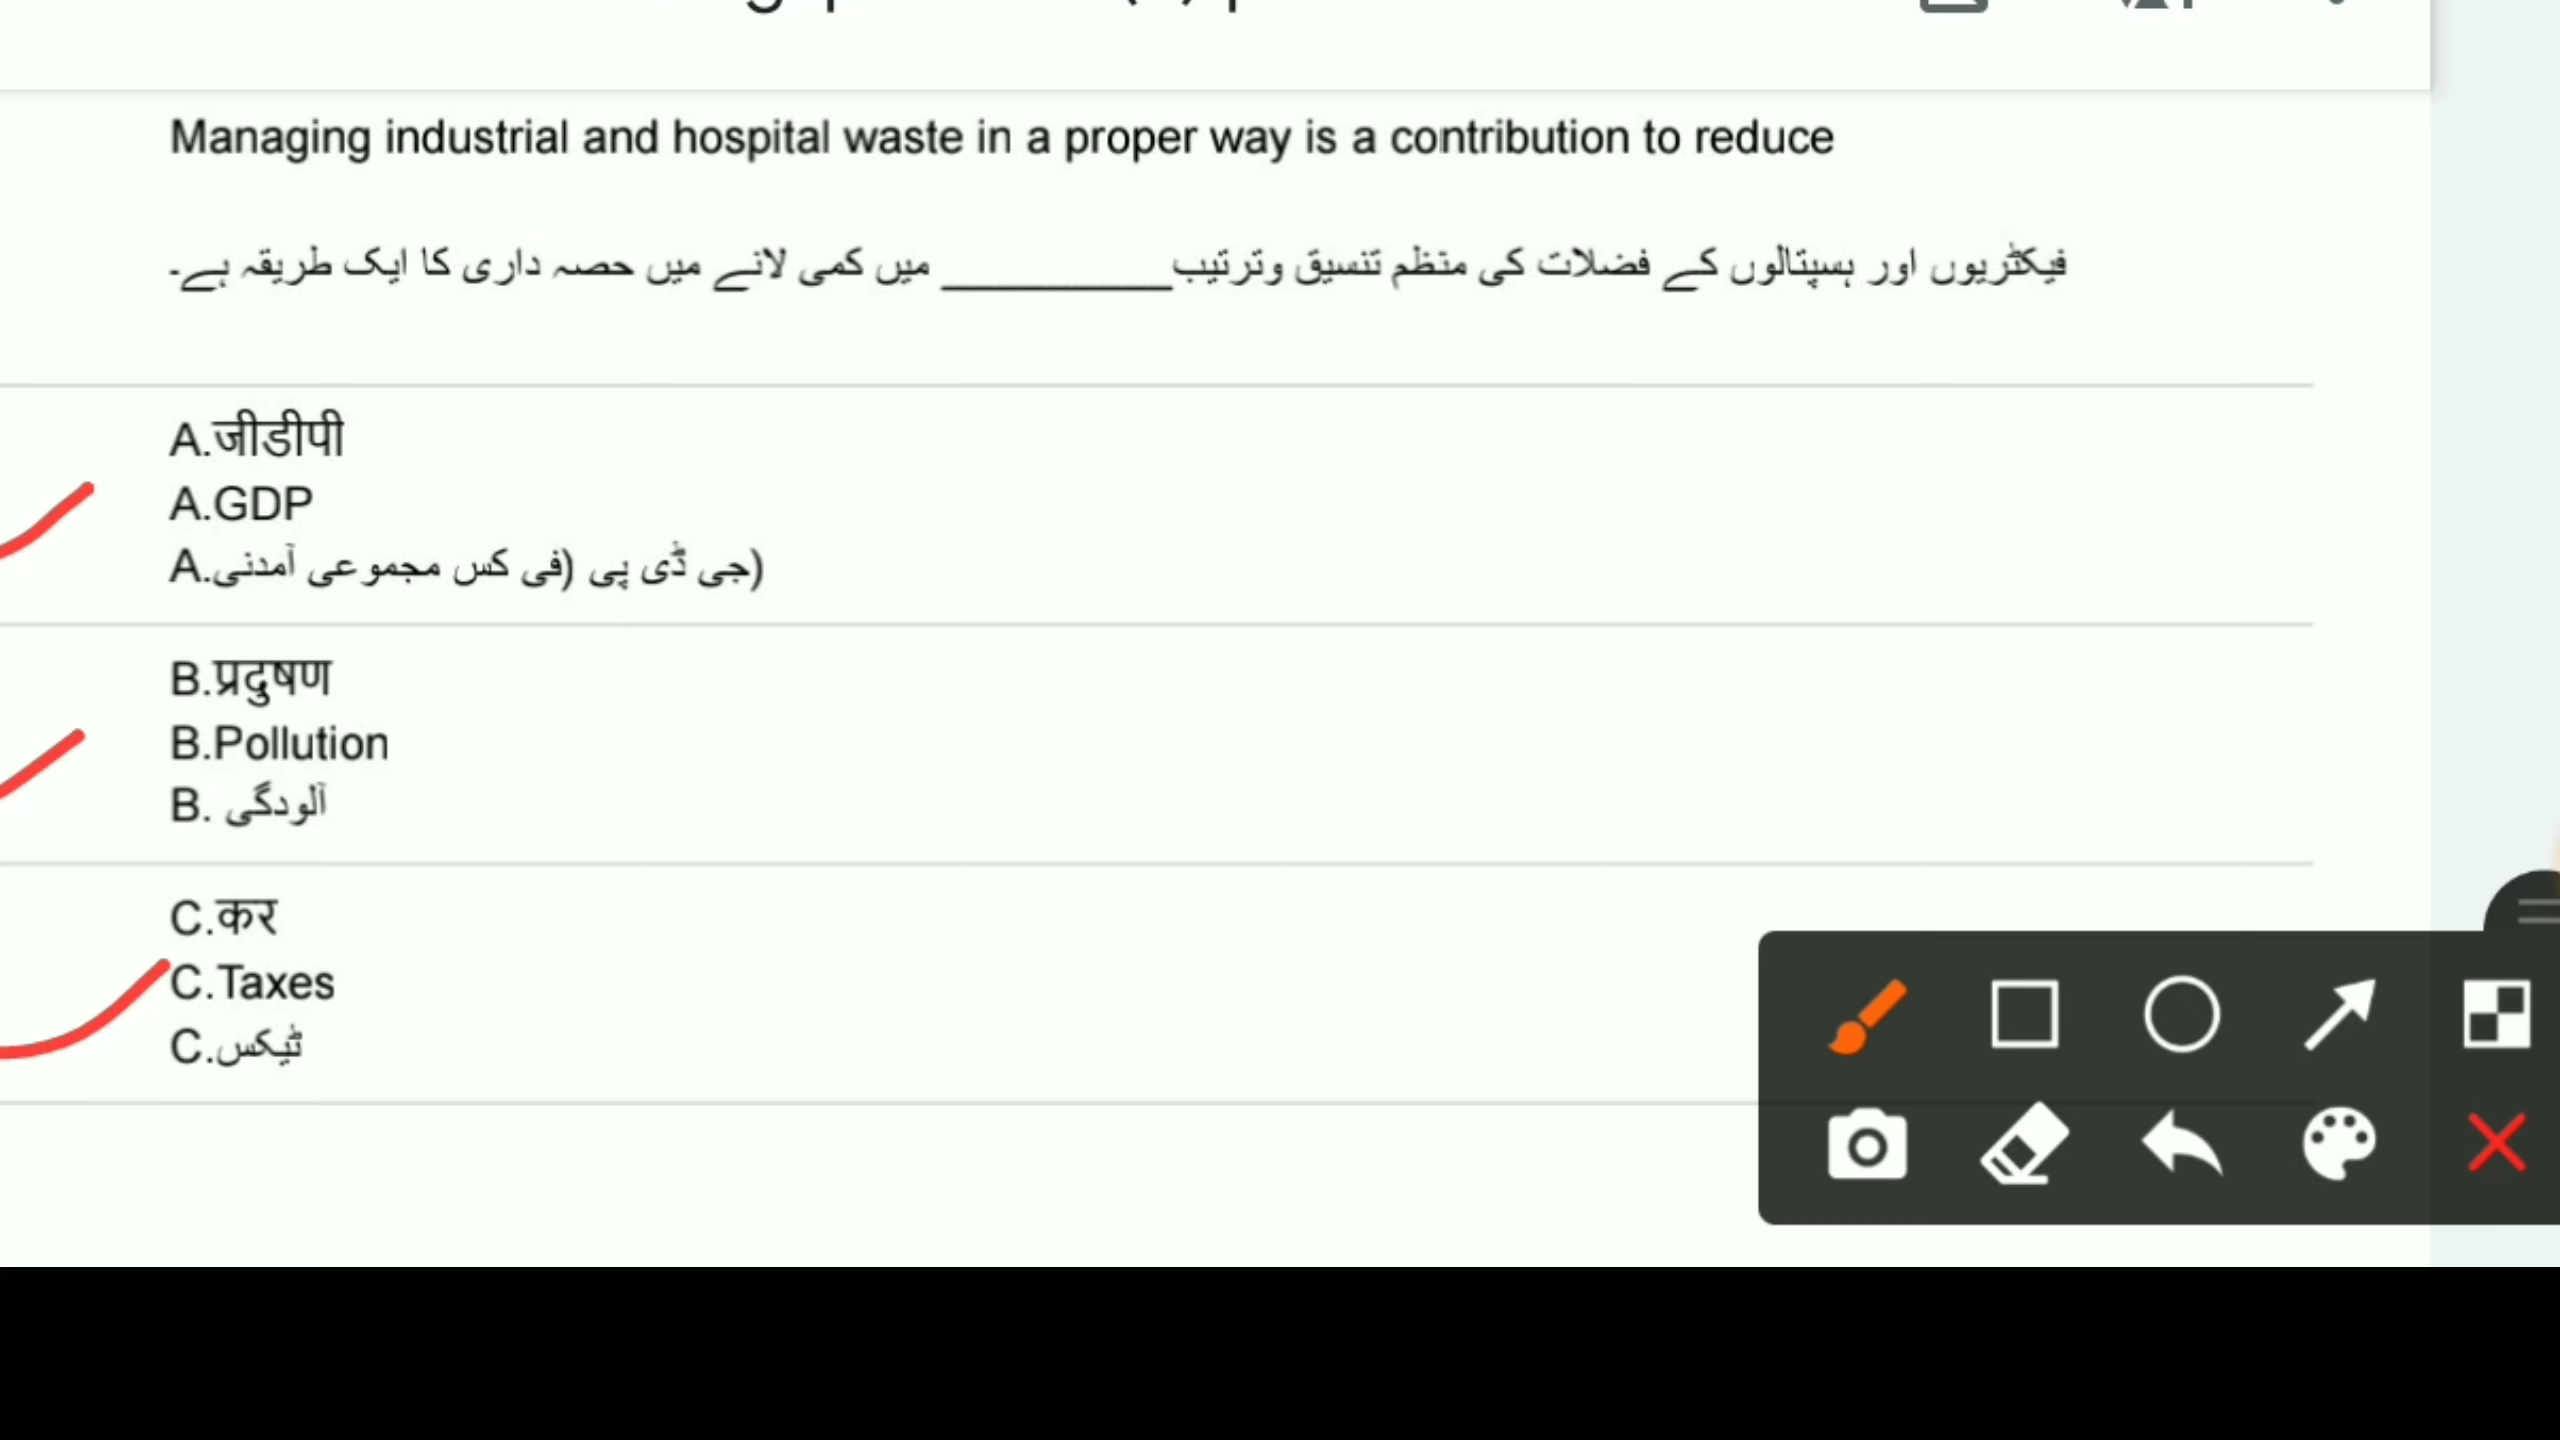 Managing industrial and hospital waste in a proper way is a contribution to reduce
فیکٹریوں اور ہسپتالوں کے فضلات کی منظم تنسیق وترتیب__________ میں کمی لانے میں حصہ داری کا ایک طریقہ ہے۔
A.जीडीपी
A.GDP
A.جی ڈی پی (فی کس مجموعی آمدنی)
B.प्रदुषण
B.Pollution
B. آلودگی
C.कर
C.Taxes
C.ٹیکس